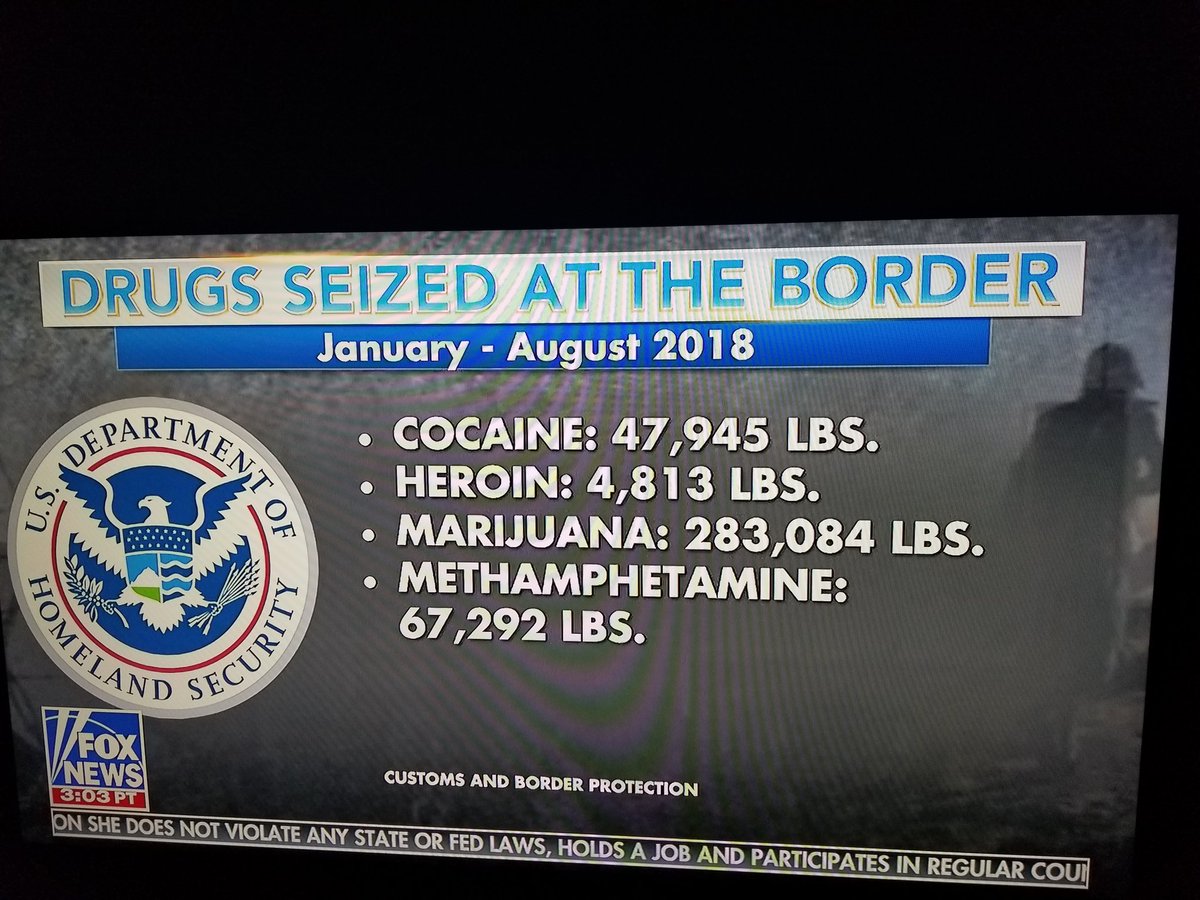 DRUGS SEIZED AT THE BORDER
January - August 2018
U.S. DEPARTMENT OF
HOMELAND SECURITY
• COCAINE: 47,945 LBS.
• HEROIN: 4,813 LBS.
• MARIJUANA: 283,084 LBS.
• METHAMPHETAMINE:
67,292 LBS.
FOX
NEWS
3:03 PT
CUSTOMS AND BORDER PROTECTION
ON SHE DOES NOT VIOLATE ANY STATE OR FED LAWS, HOLDS A JOB AND PARTICIPATES IN REGULAR COU